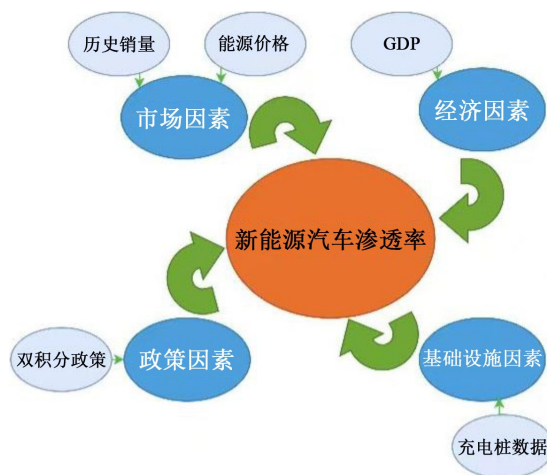 历史销量
能源价格
GDP
市场因素
经济因素
新能源汽车渗透率
双积分政策
政策因素
基础设施因素
充电桩数据